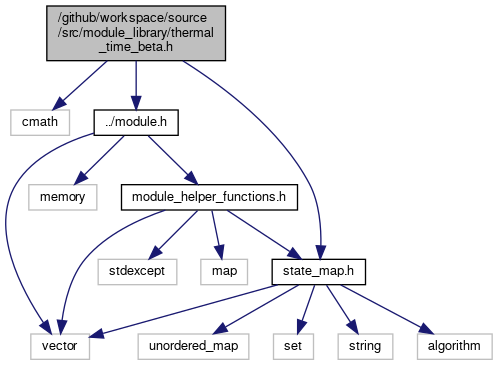 /github/workspace/source
/src/module_library/thermal
_time_beta.h
cmath
../module.h
memory
module_helper_functions.h
stdexcept
map
state_map.h
vector
unordered_map
set
string
algorithm